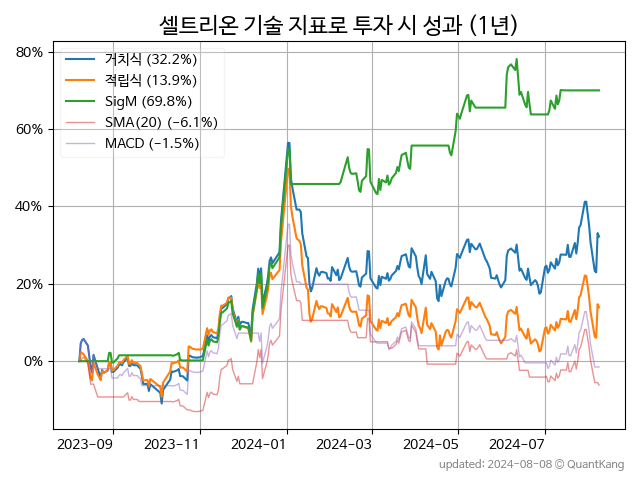 셀트리온 기술 지표로 투자 시 성과 (1년)
거치식 (32.2%)
적립식 (13.9%)
SigM (69.8%)
SMA(20) (−6.1%)
MACD (−1.5%)
80%
60%
40%
20%
0%
2023-09 2023-11 2024-01 2024-03 2024-05 2024-07
updated: 2024-08-08 © QuantKang